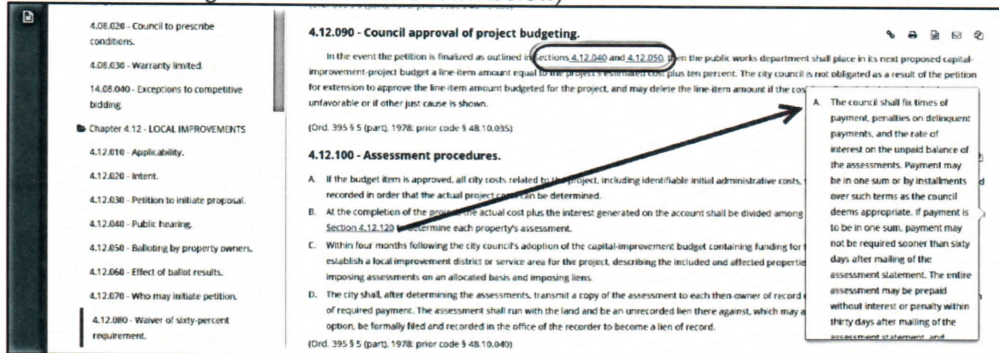 4.08.020 - Council to prescribe
conditions.
4.08.030 - Warranty limited.
14.08.040 - Exceptions to competitive
bidding.
Chapter 4.12 - LOCAL IMPROVEMENTS
4.12.010 - Applicability.
4.12.020 - Intent.
4.12.030 - Petition to initiate proposal.
4.12.040 - Public hearing.
4.12.050 - Balloting by property owners.
4.12.060 - Effect of ballot results.
4.12.070 - Who may initiate petition.
4.12.080 - Waiver of sixty-percent
requirement.
4.12.090 - Council approval of project budgeting.
In the event the petition is finalized as outlined in sections 4.12.040 and 4.12.050, then the public works department shall place in its next proposed capital-
improvement-project budget a line-item amount equal to the project's estimated cost plus ten percent. The city council is not obligated as a result of the petition
for extension to approve the line-item amount budgeted for the project, and may delete the line-item amount if the cos
unfavorable or if other just cause is shown.
(Ord. 395 § 5 (part), 1978: prior code § 48.10.035)
4.12.100 - Assessment procedures.
A. If the budget item is approved, all city costs related to the project, including identifiable initial administrative costs,
recorded in order that the actual project costs can be determined.
B. At the completion of the project the actual cost plus the interest generated on the account shall be divided among
Section 4.12.120 to determine each property's assessment.
C. Within four months following the city council's adoption of the capital-improvement budget containing funding for
establish a local improvement district or service area for the project, describing the included and affected propertie
imposing assessments on an allocated basis and imposing liens.
D. The city shall, after determining the assessments, transmit a copy of the assessment to each then-owner of record
of required payment. The assessment shall run with the land and be an unrecorded lien there against, which may a
option, be formally filed and recorded in the office of the recorder to become a lien of record.
(Ord. 395 § 5 (part), 1978: prior code § 48.10.040)
A. The council shall fix times of
payment, penalties on delinquent
payments, and the rate of
interest on the unpaid balance of
the assessments. Payment may
be in one sum or by installments
over such terms as the council
deems appropriate. If payment is
to be in one sum, payment may
not be required sooner than sixty
days after mailing of the
assessment statement. The entire
assessment may be prepaid
without interest or penalty within
thirty days after mailing of the
assessment statement, and